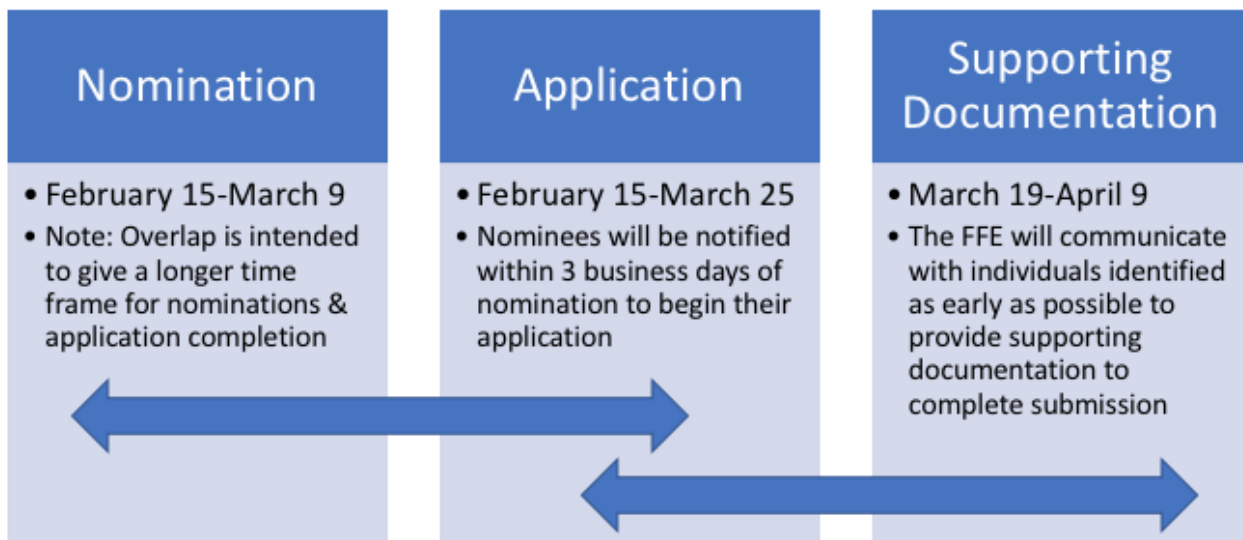 Nomination
• February 15-March 9
• Note: Overlap is intended
to give a longer time
frame for nominations &
application completion
Application
• February 15-March 25
• Nominees will be notified
within 3 business days of
nomination to begin their
application
Supporting
Documentation
• March 19-April 9
• The FFE will communicate
with individuals identified
as early as possible to
provide supporting
documentation to
complete submission